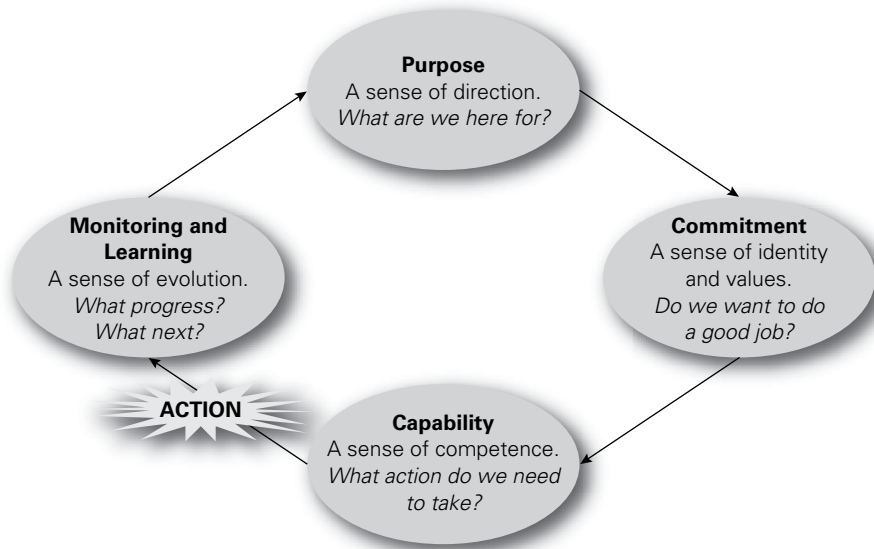 Purpose
A sense of direction.
What are we here for?
Commitment
A sense of identity
and values.
Do we want to do
a good job?
Capability
A sense of competence.
What action do we need
to take?
ACTION
Monitoring and
Learning
A sense of evolution.
What progress?
What next?